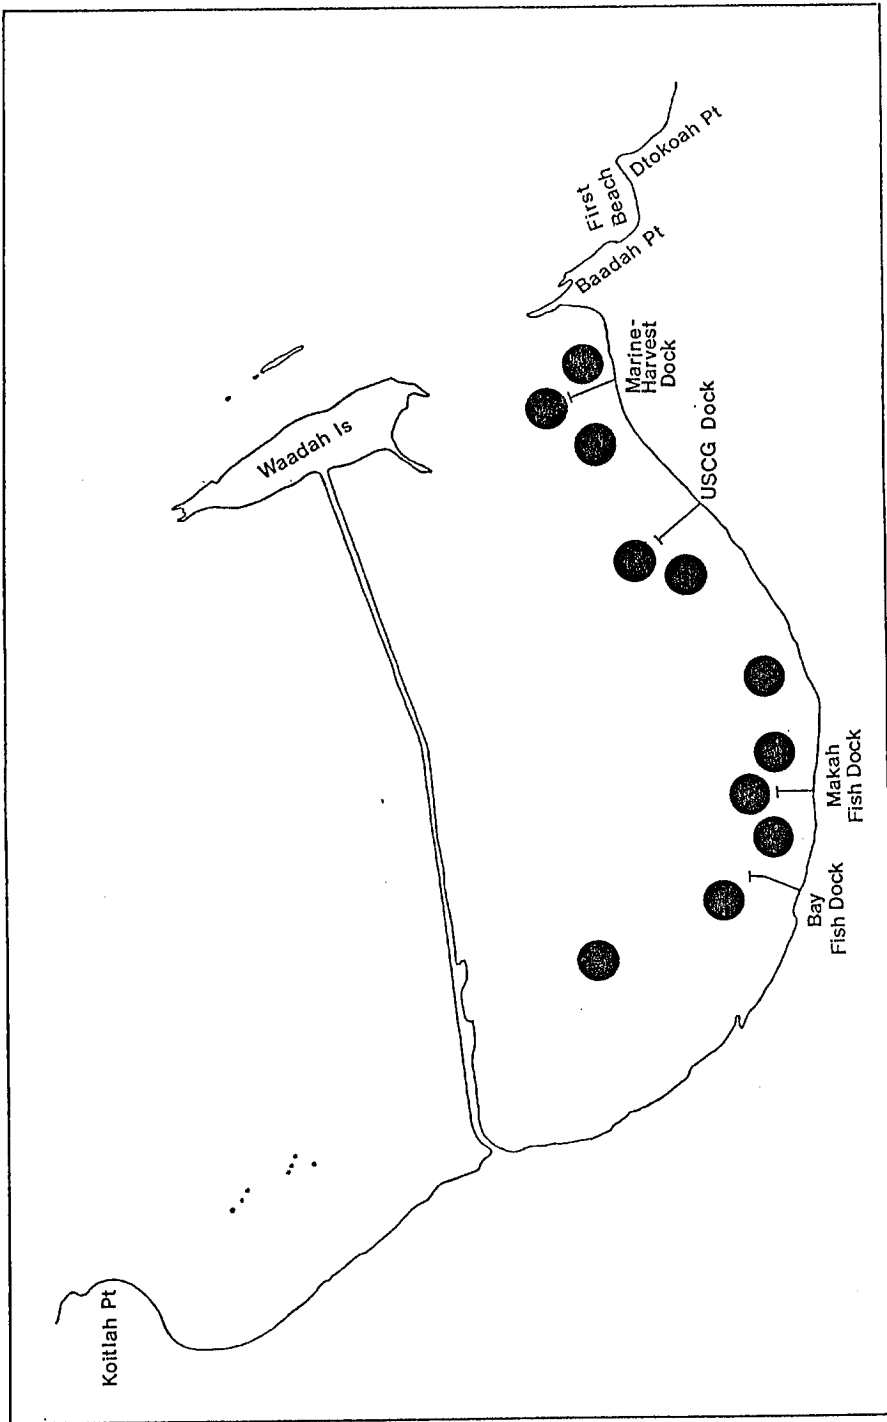 Koitlah Pt
Waadah Is
First
Beach
Dtokoah Pt
Baadah Pt
Marine-
Harvest
Dock
USCG Dock
Makah
Fish Dock
Bay
Fish Dock